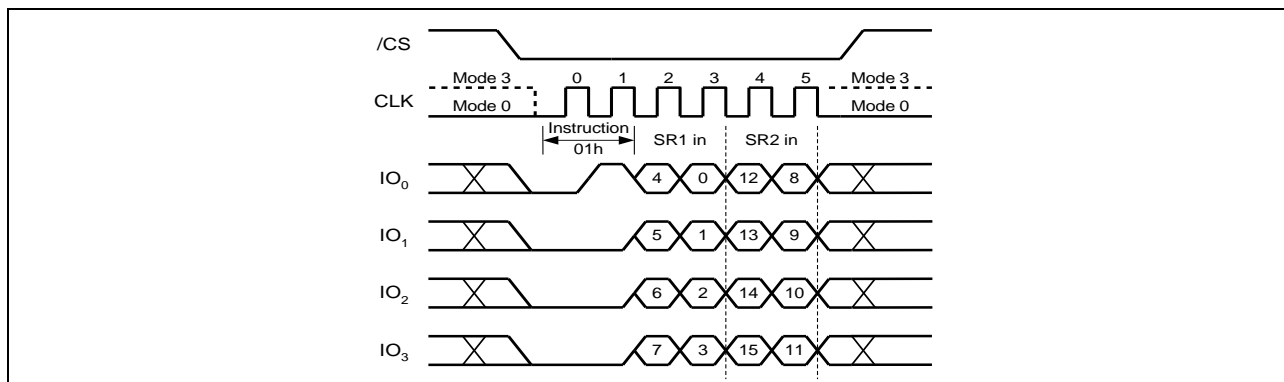 /CS
Mode 3 0 1 2 3 4 5 Mode 3
CLK Mode 0 Mode 0
Instruction SR1 in SR2 in
01h
IO0 4 0 12 8
IO1 5 1 13 9
IO2 6 2 14 10
IO3 7 3 15 11